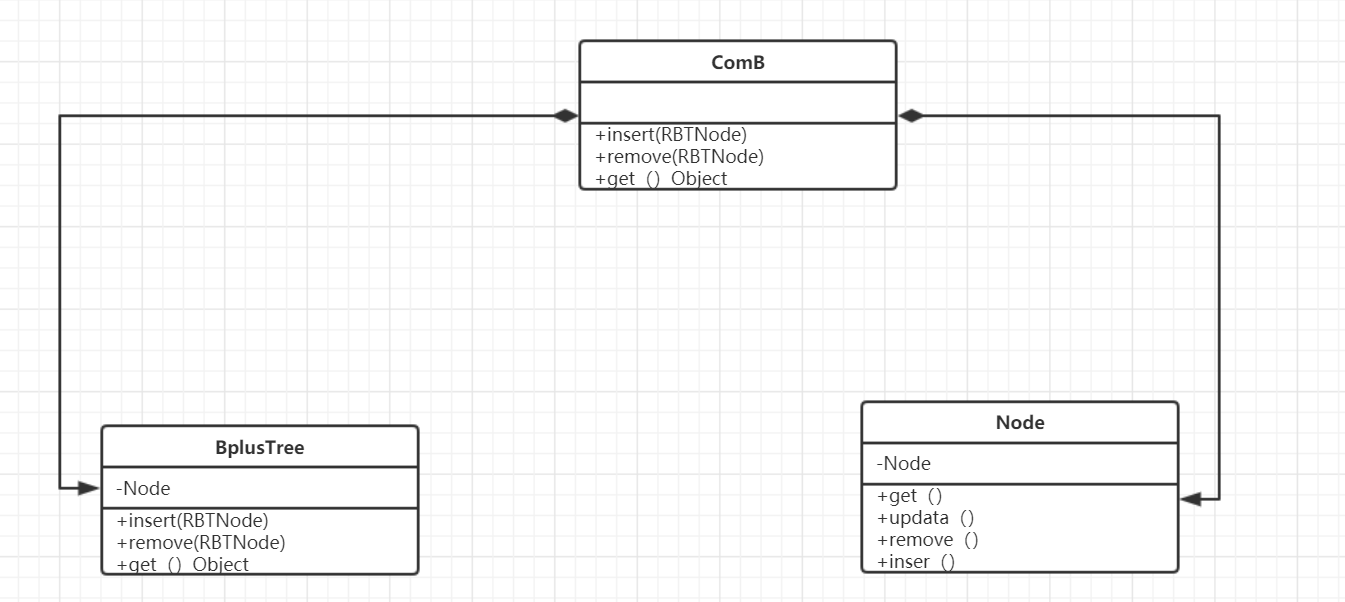 ComB
+insert(RBTNode)
+remove(RBTNode)
+get () Object
BplusTree
-Node
+insert(RBTNode)
+remove(RBTNode)
+get () Object
Node
-Node
+get ()
+updata ()
+remove ()
+inser ()